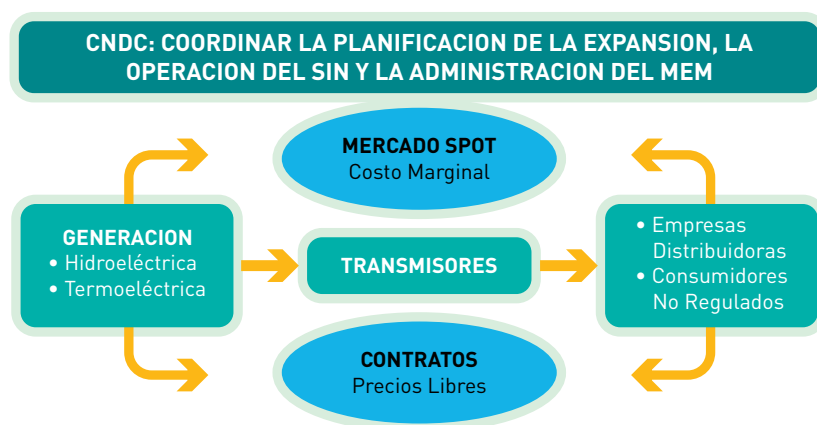 CNDC: COORDINAR LA PLANIFICACION DE LA EXPANSION, LA
OPERACION DEL SIN Y LA ADMINISTRACION DEL MEM
MERCADO SPOT
Costo Marginal
GENERACION
• Hidroeléctrica
• Termoeléctrica
TRANSMISORES
• Empresas
Distribuidoras
• Consumidores
No Regulados
CONTRATOS
Precios Libres